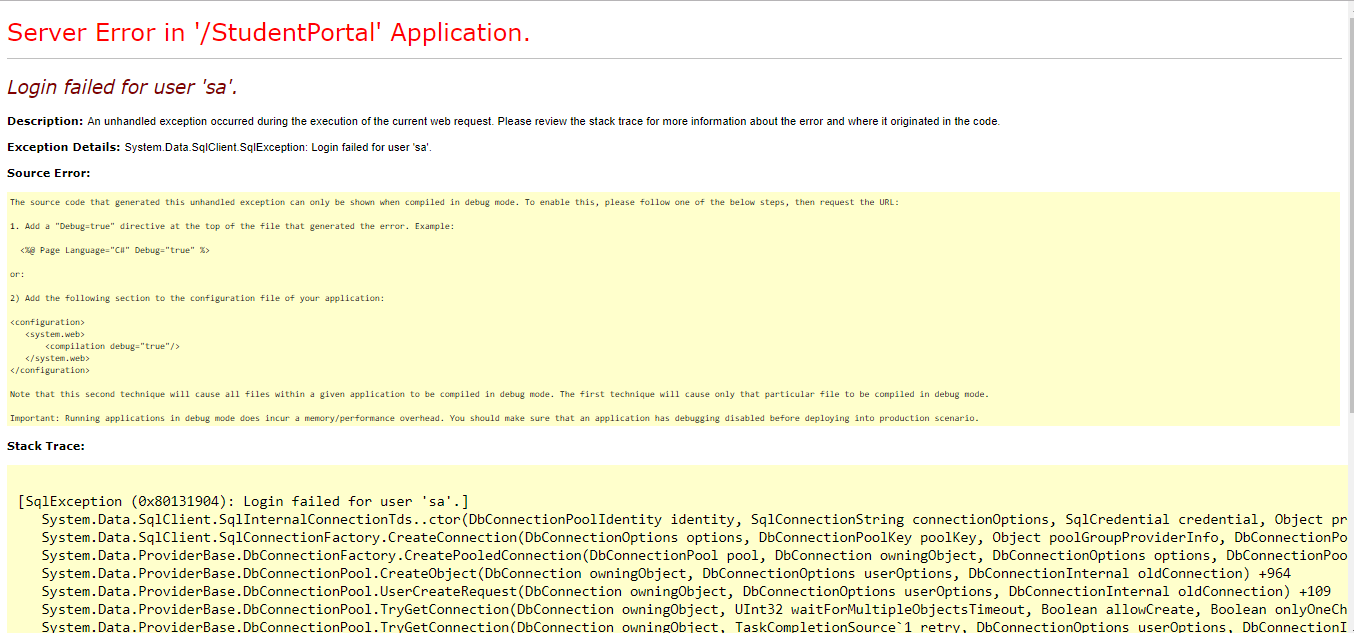 Server Error in '/StudentPortal' Application.
Login failed for user 'sa'.
Description: An unhandled exception occurred during the execution of the current web request. Please review the stack trace for more information about the error and where it originated in the code.
Exception Details: System.Data.SqlClient.SqlException: Login failed for user 'sa'.
Source Error:
The source code that generated this unhandled exception can only be shown when compiled in debug mode. To enable this, please follow one of the below steps, then request the URL:
1. Add a "Debug=true" directive at the top of the file that generated the error. Example:
<%@ Page Language="C#" Debug="true" %>
or:
2) Add the following section to the configuration file of your application:
<configuration>
<system.web>
<compilation debug="true"/>
</system.web>
</configuration>
Note that this second technique will cause all files within a given application to be compiled in debug mode. The first technique will cause only that particular file to be compiled in debug mode.
Important: Running applications in debug mode does incur a memory/performance overhead. You should make sure that an application has debugging disabled before deploying into production scenario.
Stack Trace:
[SqlException (0x80131904): Login failed for user 'sa'.]
System.Data.SqlClient.SqlInternalConnectionTds..ctor(DbConnectionPoolIdentity identity, SqlConnectionString connectionOptions, SqlCredential credential, Object pr
System.Data.SqlClient.SqlConnectionFactory.CreateConnection(DbConnectionOptions options, DbConnectionPoolKey poolKey, Object poolGroupProviderInfo, DbConnectionPo
System.Data.ProviderBase.DbConnectionFactory.CreatePooledConnection(DbConnectionPool pool, DbConnection owningObject, DbConnectionOptions options, DbConnectionPoo
System.Data.ProviderBase.DbConnectionPool.CreateObject(DbConnection owningObject, DbConnectionOptions userOptions, DbConnectionInternal oldConnection) +964
System.Data.ProviderBase.DbConnectionPool.UserCreateRequest(DbConnection owningObject, DbConnectionOptions userOptions, DbConnectionInternal oldConnection) +109
System.Data.ProviderBase.DbConnectionPool.TryGetConnection(DbConnection owningObject, UInt32 waitForMultipleObjectsTimeout, Boolean allowCreate, Boolean onlyOneCh
System.Data.ProviderBase.DbConnectionPool.TryGetConnection(DbConnection owningObject, TaskCompletionSource`1 retry, DbConnectionOptions userOptions, DbConnectionI